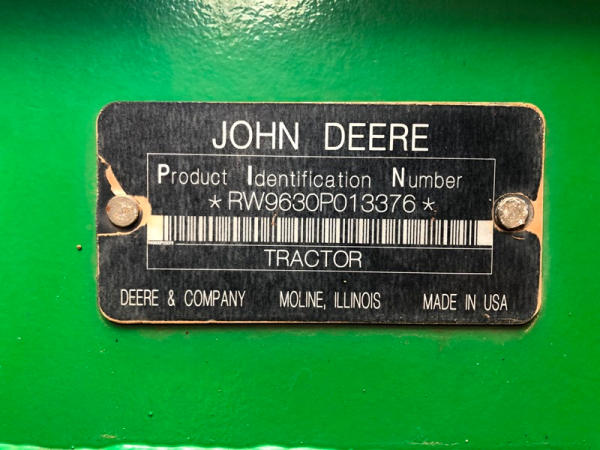 JOHN DEERE
Product Identification Number
*RW9630P013376*
TRACTOR
DEERE & COMPANY MOLINE, ILLINOIS MADE IN USA